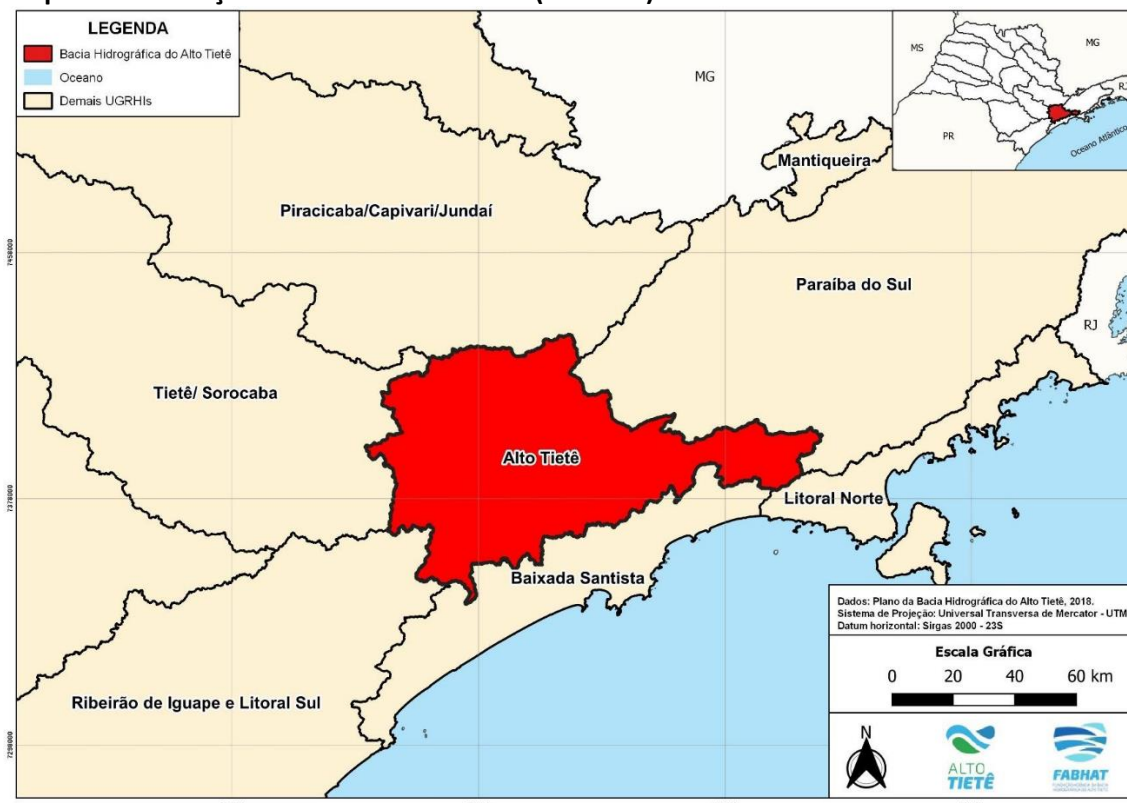 LEGENDA
Bacia Hidrográfica do Alto Tietê
Oceano
Demais UGRHIs
MG
MS
MG
RJ
PR
Oceano Atlântico
Mantiqueira
Piracicaba/Capivari/Jundaí
7458000
Paraíba do Sul
RJ
Tietê/ Sorocaba
Alto Tietê
7378000
Litoral Norte
Baixada Santista
Ribeirão de Iguape e Litoral Sul
Dados: Plano da Bacia Hidrográfica do Alto Tietê, 2018.
Sistema de Projeção: Universal Transversa de Mercator - UTM
Datum horizontal: Sirgas 2000 - 23S
Escala Gráfica
0 20 40 60 km
N
ALTO
TIETÊ
FABHAT